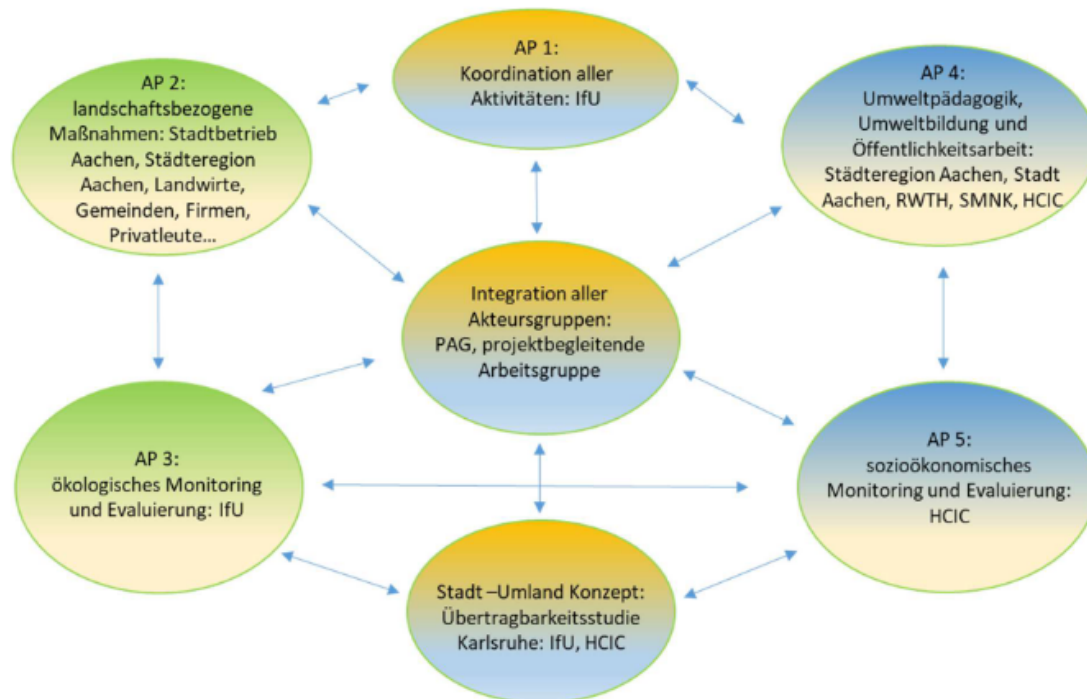 AP 1:
Koordination aller
Aktivitäten: IfU
AP 2:
landschaftsbezogene
Maßnahmen: Stadtbetrieb
Aachen, Städteregion
Aachen, Landwirte,
Gemeinden, Firmen,
Privatleute...
AP 4:
Umweltpädagogik,
Umweltbildung und
Öffentlichkeitsarbeit:
Städteregion Aachen, Stadt
Aachen, RWTH, SMNK, HCIC
Integration aller
Akteursgruppen:
PAG, projektbegleitende
Arbeitsgruppe
AP 3:
ökologisches Monitoring
und Evaluierung: IfU
AP 5:
sozioökonomisches
Monitoring und Evaluierung:
HCIC
Stadt –Umland Konzept:
Übertragbarkeitsstudie
Karlsruhe: IfU, HCIC